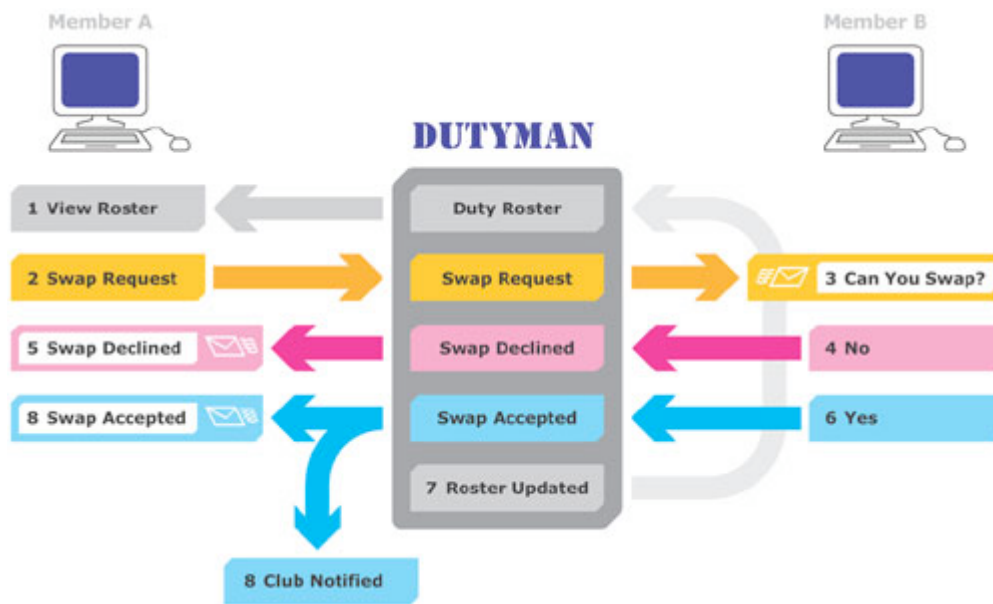 Member A
Member B
DUTYMAN
1 View Roster
Duty Roster
2 Swap Request
Swap Request
3 Can You Swap?
5 Swap Declined
Swap Declined
4 No
8 Swap Accepted
Swap Accepted
6 Yes
7 Roster Updated
8 Club Notified